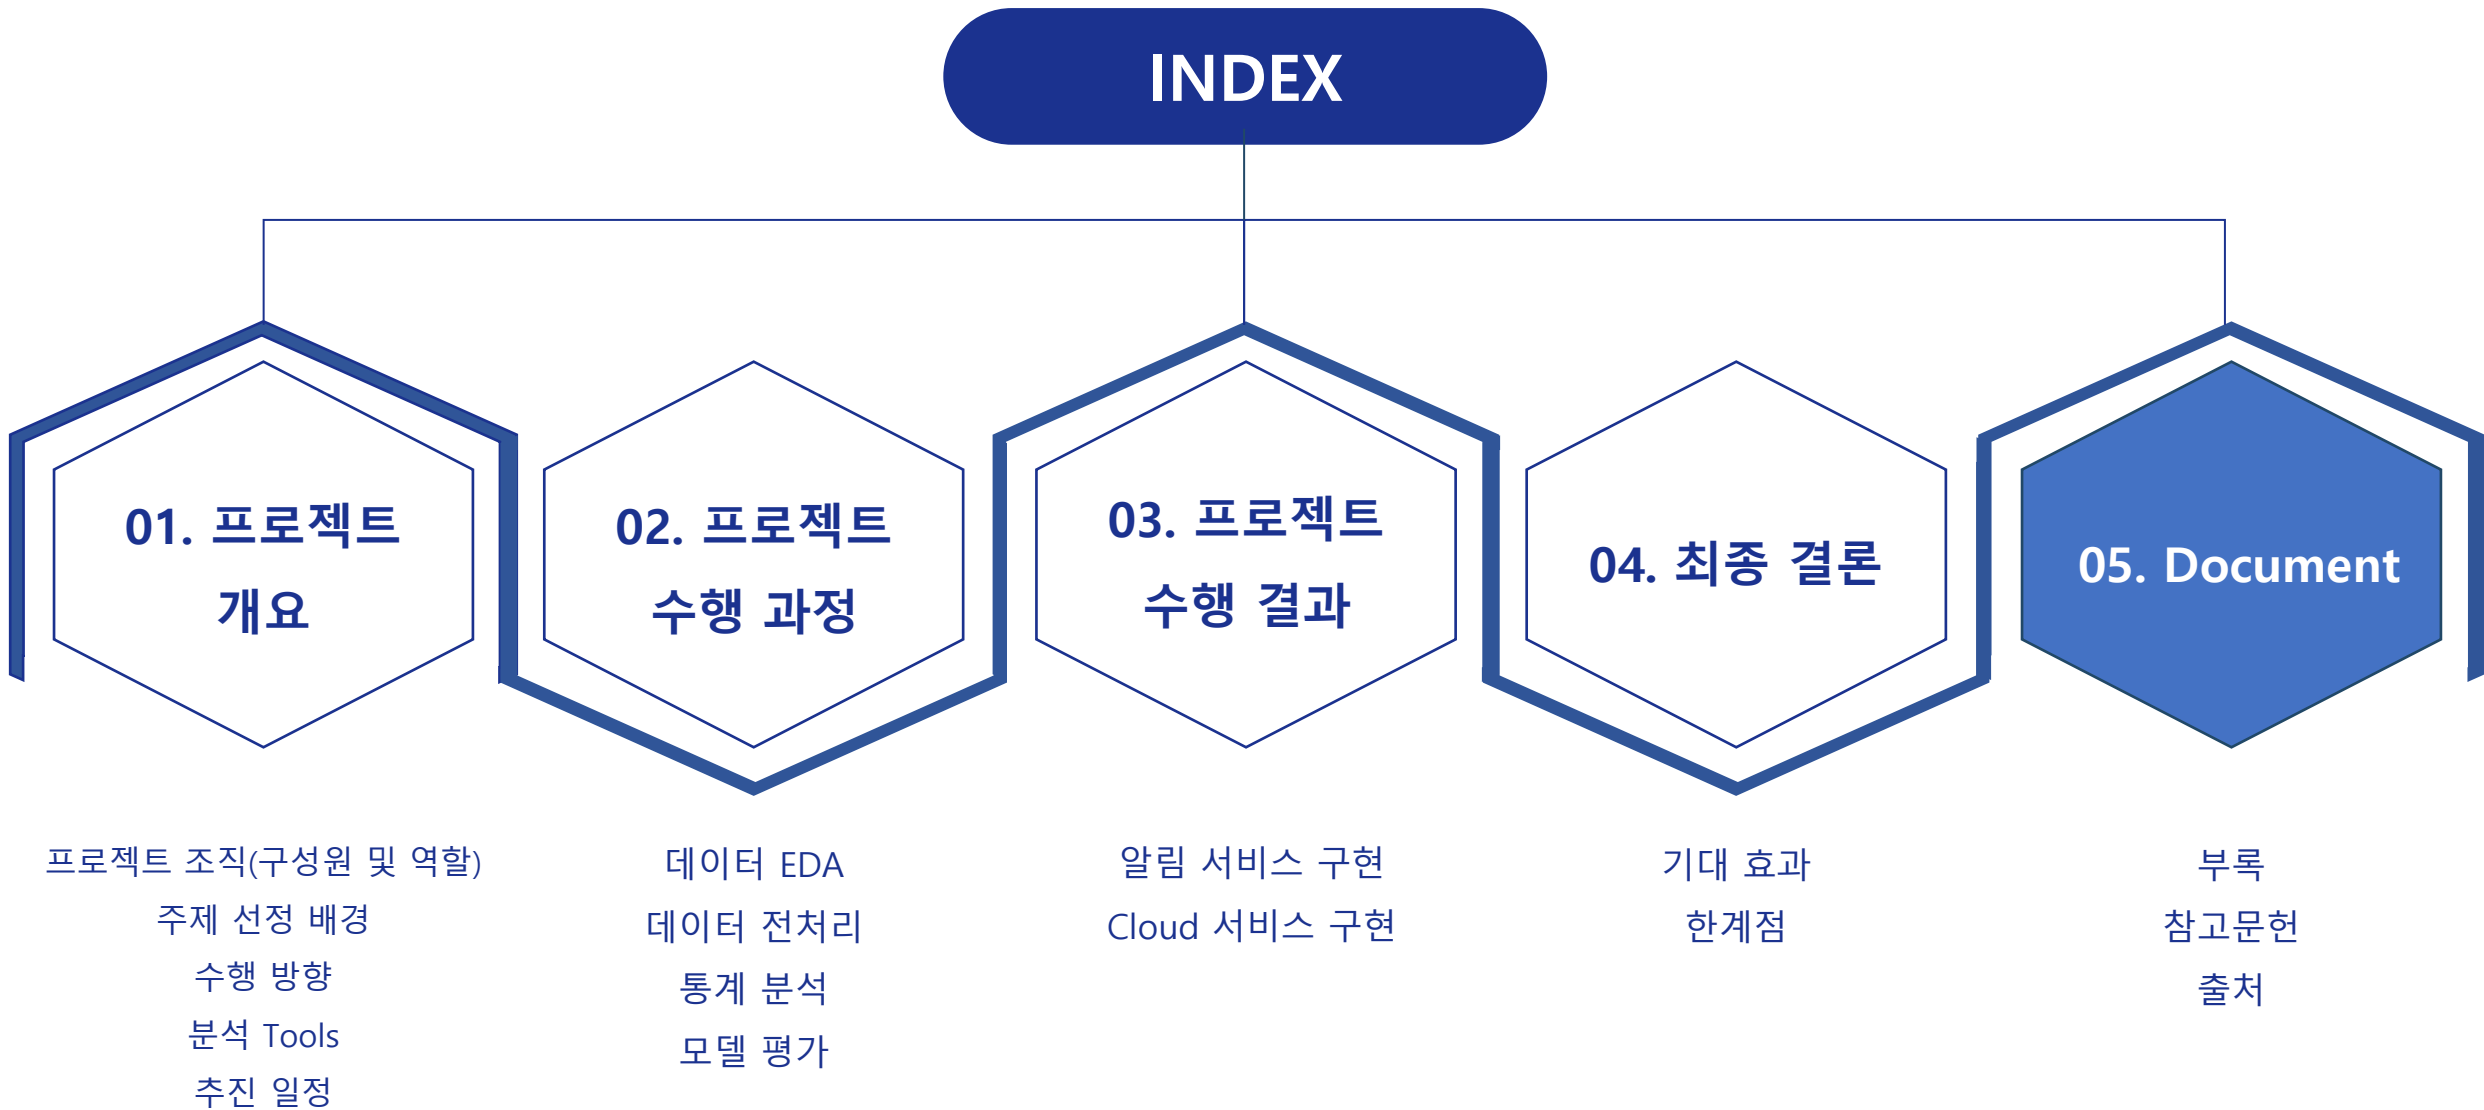 INDEX
01. 프로젝트
개요
02. 프로젝트
수행 과정
03. 프로젝트
수행 결과
04. 최종 결론
05. Document
프로젝트 조직(구성원 및 역할)
주제 선정 배경
수행 방향
분석 Tools
추진 일정
데이터 EDA
데이터 전처리
통계 분석
모델 평가
알림 서비스 구현
Cloud 서비스 구현
기대 효과
한계점
부록
참고문헌
출처